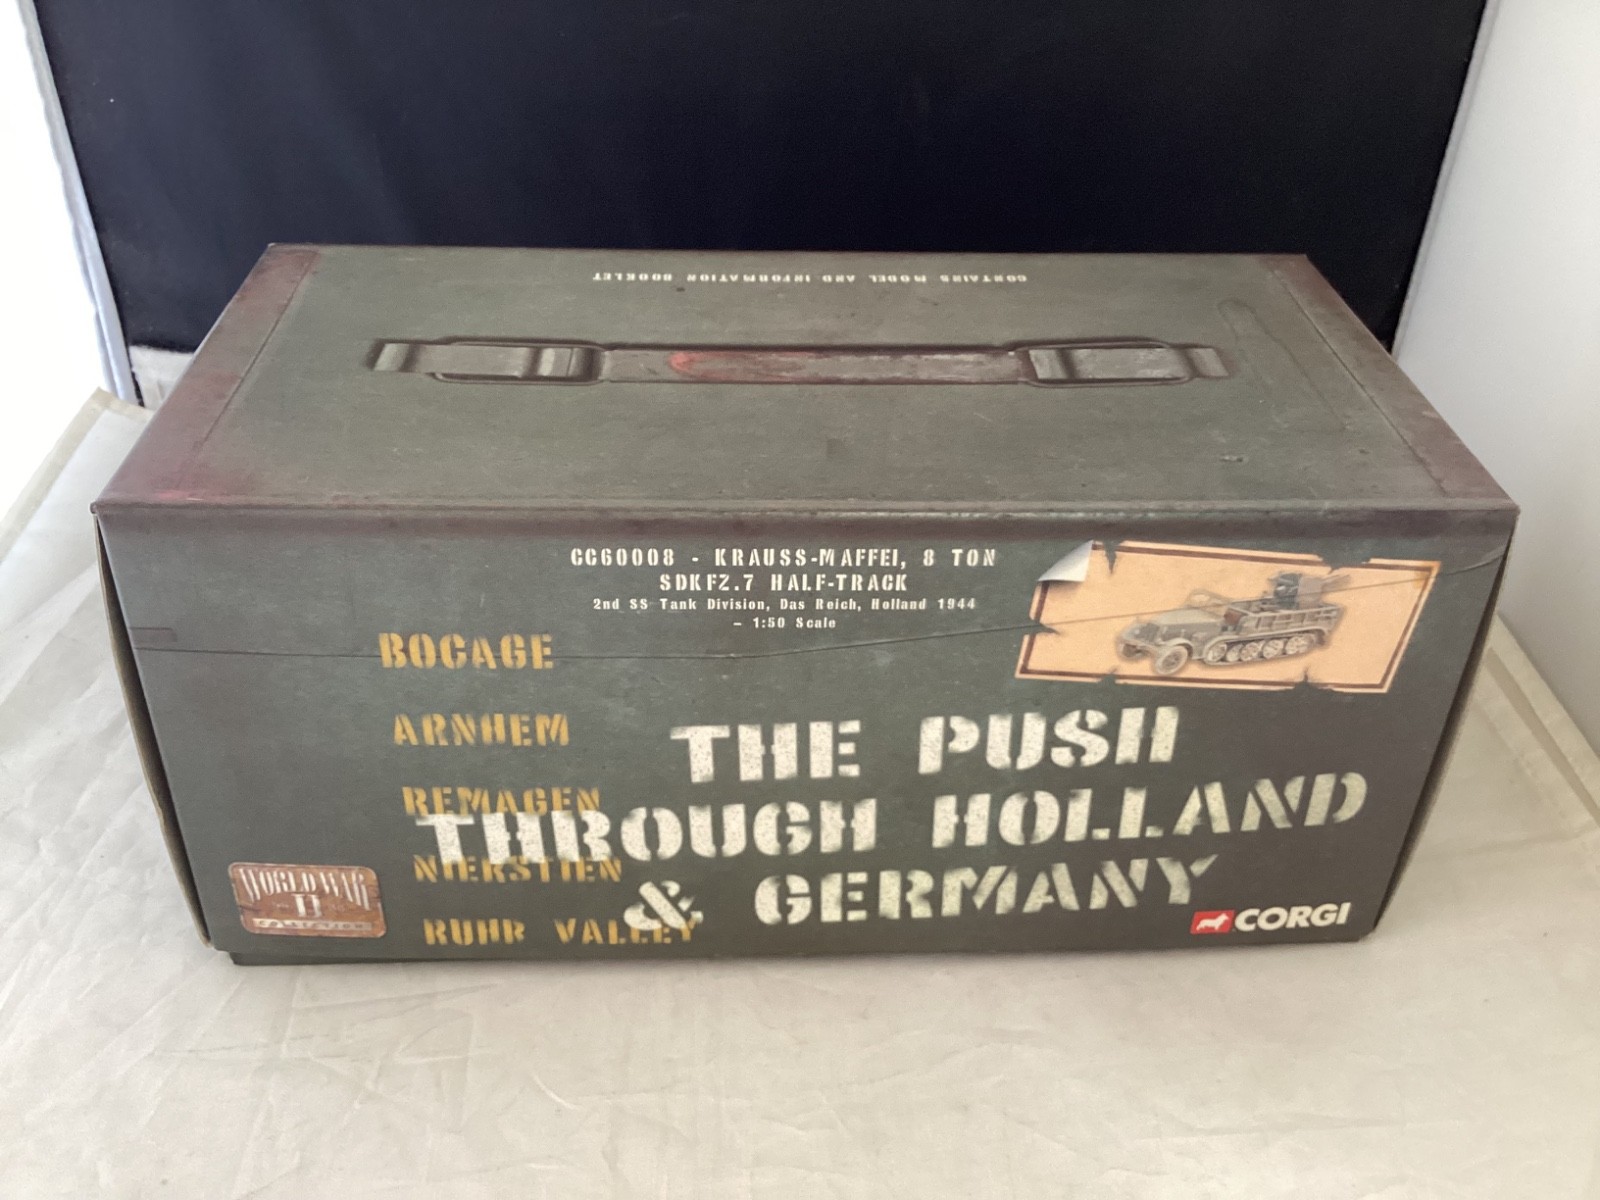 CONTAINS MODEL AND INFORMATION BOOKLET
CC60008 - KRAUSS-MAFFEI, 8 TON
SDKFZ.7 HALF-TRACK
2nd SS Tank Division, Das Reich, Holland 1944
- 1:50 Scale
BOCAGE
ARNHEM
REMAGEN
NIERSTIEN
RUHR VALLEY
THE PUSH
THROUGH HOLLAND
& GERMANY
WORLD WAR
II
COLLECTION
CORGI